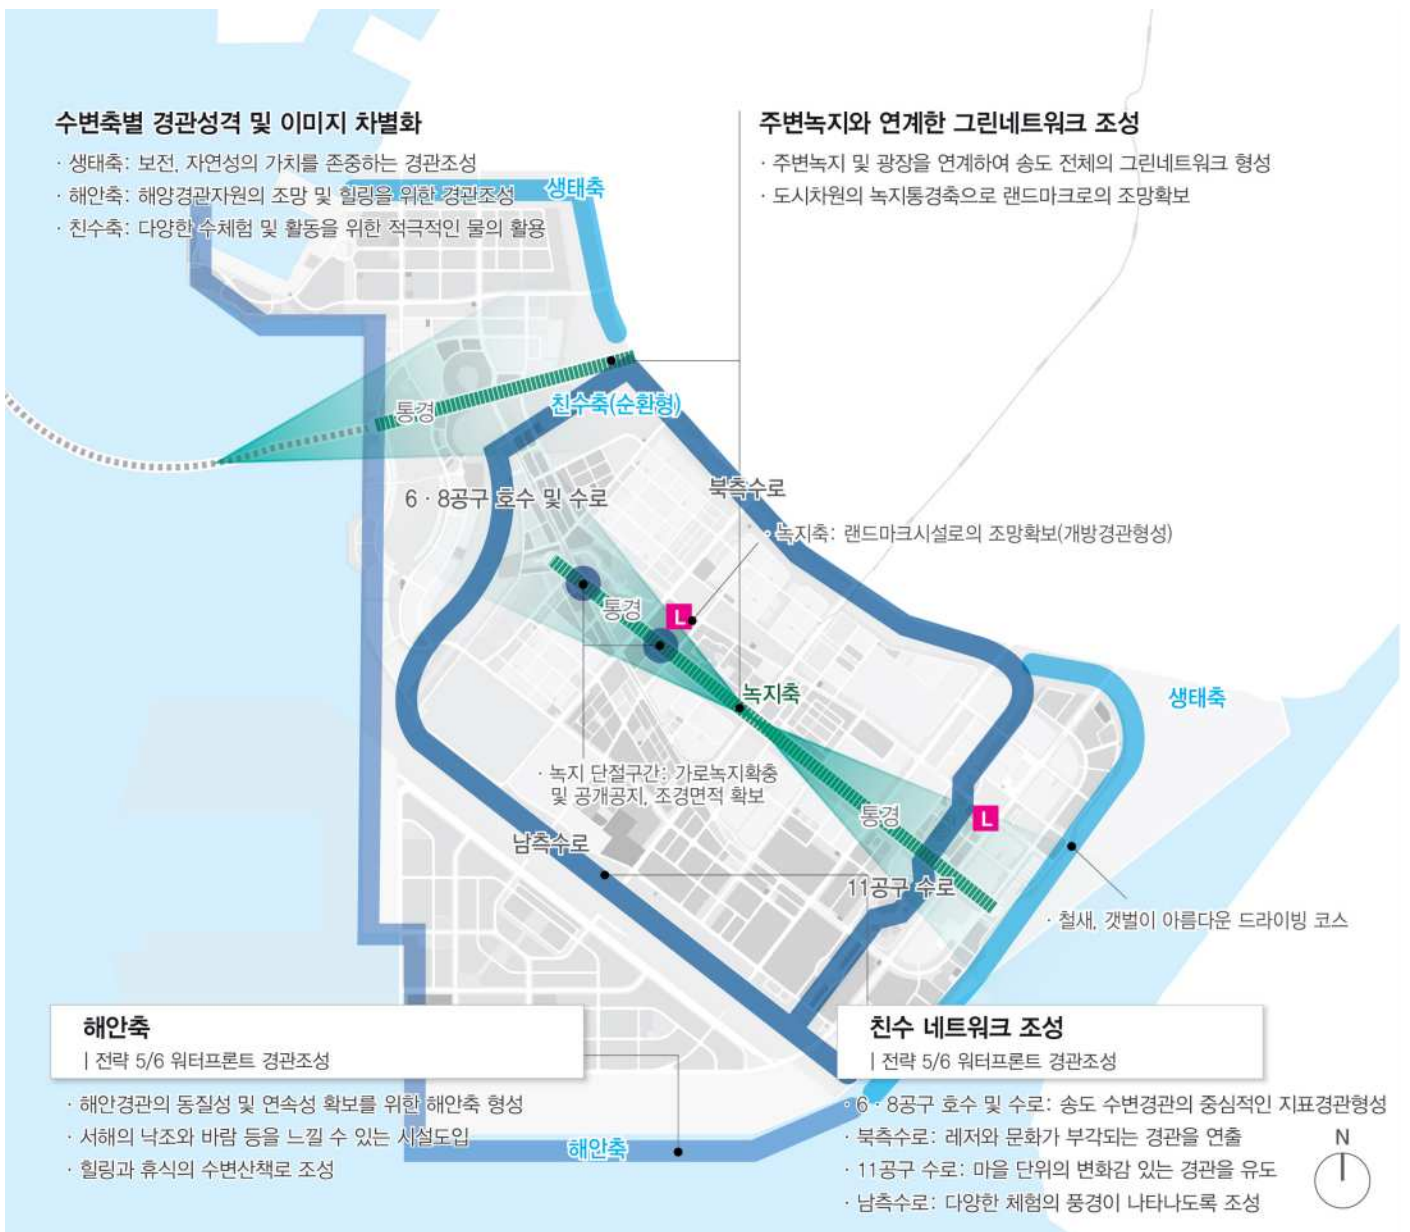 수변축별 경관성격 및 이미지 차별화
· 생태축: 보전, 자연성의 가치를 존중하는 경관조성
· 해안축: 해양경관자원의 조망 및 힐링을 위한 경관조성
· 친수축: 다양한 수체험 및 활동을 위한 적극적인 물의 활용
주변녹지와 연계한 그린네트워크 조성
· 주변녹지 및 광장을 연계하여 송도 전체의 그린네트워크 형성
· 도시차원의 녹지통경축으로 랜드마크로의 조망확보
생태축
통경
친수축(순환형)
6 · 8공구 호수 및 수로
북측수로
· 녹지축: 랜드마크시설로의 조망확보(개방경관형성)
통경
L
녹지축
생태축
· 녹지 단절구간: 가로녹지확충
및 공개공지, 조경면적 확보
통경
L
남측수로
11공구 수로
· 철새, 갯벌이 아름다운 드라이빙 코스
해안축
| 전략 5/6 워터프론트 경관조성
· 해안경관의 동질성 및 연속성 확보를 위한 해안축 형성
· 서해의 낙조와 바람 등을 느낄 수 있는 시설도입
· 힐링과 휴식의 수변산책로 조성
해안축
친수 네트워크 조성
| 전략 5/6 워터프론트 경관조성
· 6 · 8공구 호수 및 수로: 송도 수변경관의 중심적인 지표경관형성
· 북측수로: 레저와 문화가 부각되는 경관을 연출
· 11공구 수로: 마을 단위의 변화감 있는 경관을 유도
· 남측수로: 다양한 체험의 풍경이 나타나도록 조성
N